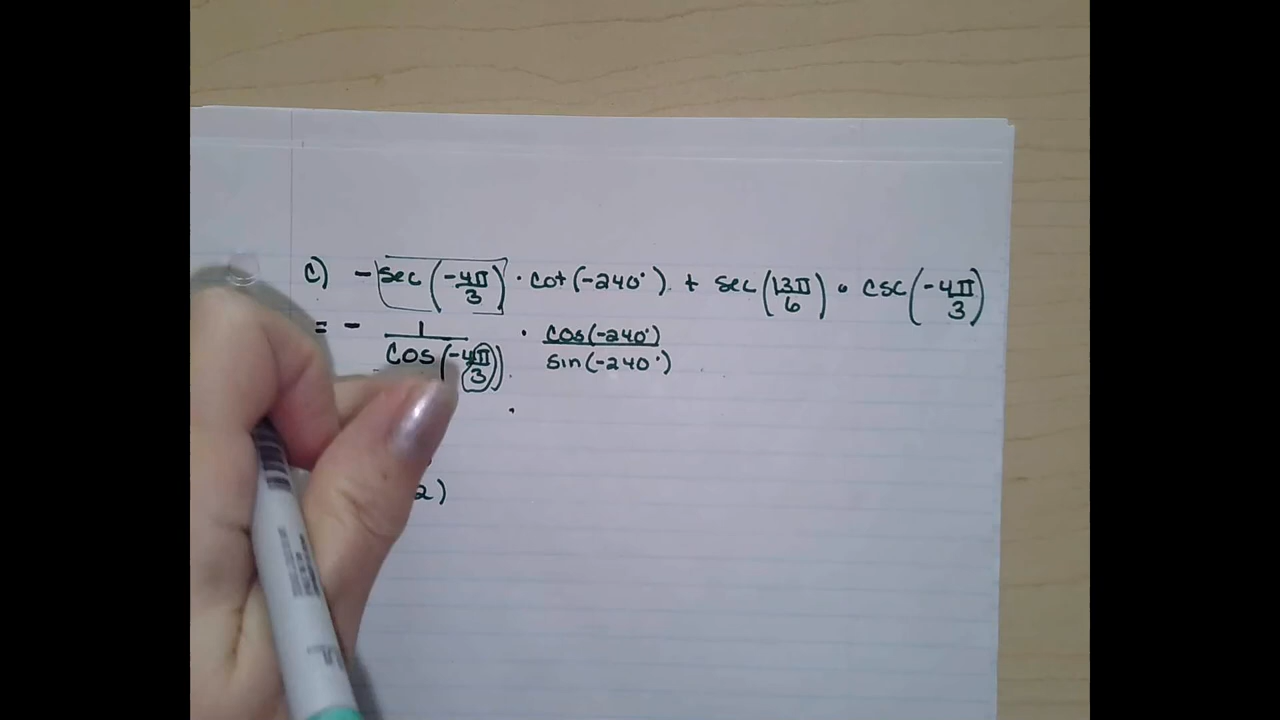 c) -sec(-4π/3) · cot(-240°) + sec(13π/6) · csc(-4π/3)
= - 1/cos(-4π/3) · cos(-240°)/sin(-240°)
·
2)